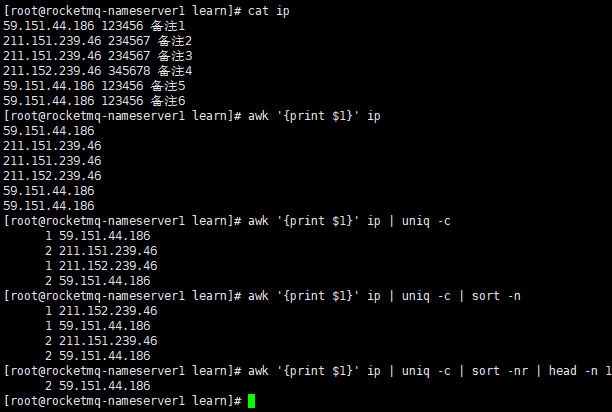 [root@rocketmq-nameserver1 learn]# cat ip
59.151.44.186 123456 备注1
211.151.239.46 234567 备注2
211.151.239.46 234567 备注3
211.152.239.46 345678 备注4
59.151.44.186 123456 备注5
59.151.44.186 123456 备注6
[root@rocketmq-nameserver1 learn]# awk '{print $1}' ip
59.151.44.186
211.151.239.46
211.151.239.46
211.152.239.46
59.151.44.186
59.151.44.186
[root@rocketmq-nameserver1 learn]# awk '{print $1}' ip | uniq -c
      1 59.151.44.186
      2 211.151.239.46
      1 211.152.239.46
      2 59.151.44.186
[root@rocketmq-nameserver1 learn]# awk '{print $1}' ip | uniq -c | sort -n
      1 211.152.239.46
      1 59.151.44.186
      2 211.151.239.46
      2 59.151.44.186
[root@rocketmq-nameserver1 learn]# awk '{print $1}' ip | uniq -c | sort -nr | head -n 1
      2 59.151.44.186
[root@rocketmq-nameserver1 learn]#